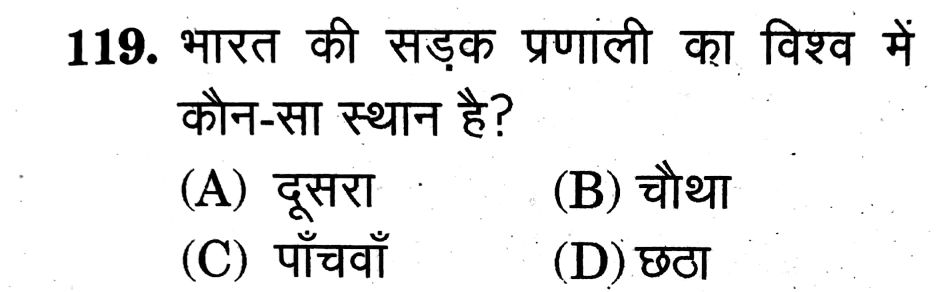 119. भारत की सड़क प्रणाली का विश्व में
कौन-सा स्थान है?
(A) दूसरा (B) चौथा
(C) पाँचवाँ (D) छठा